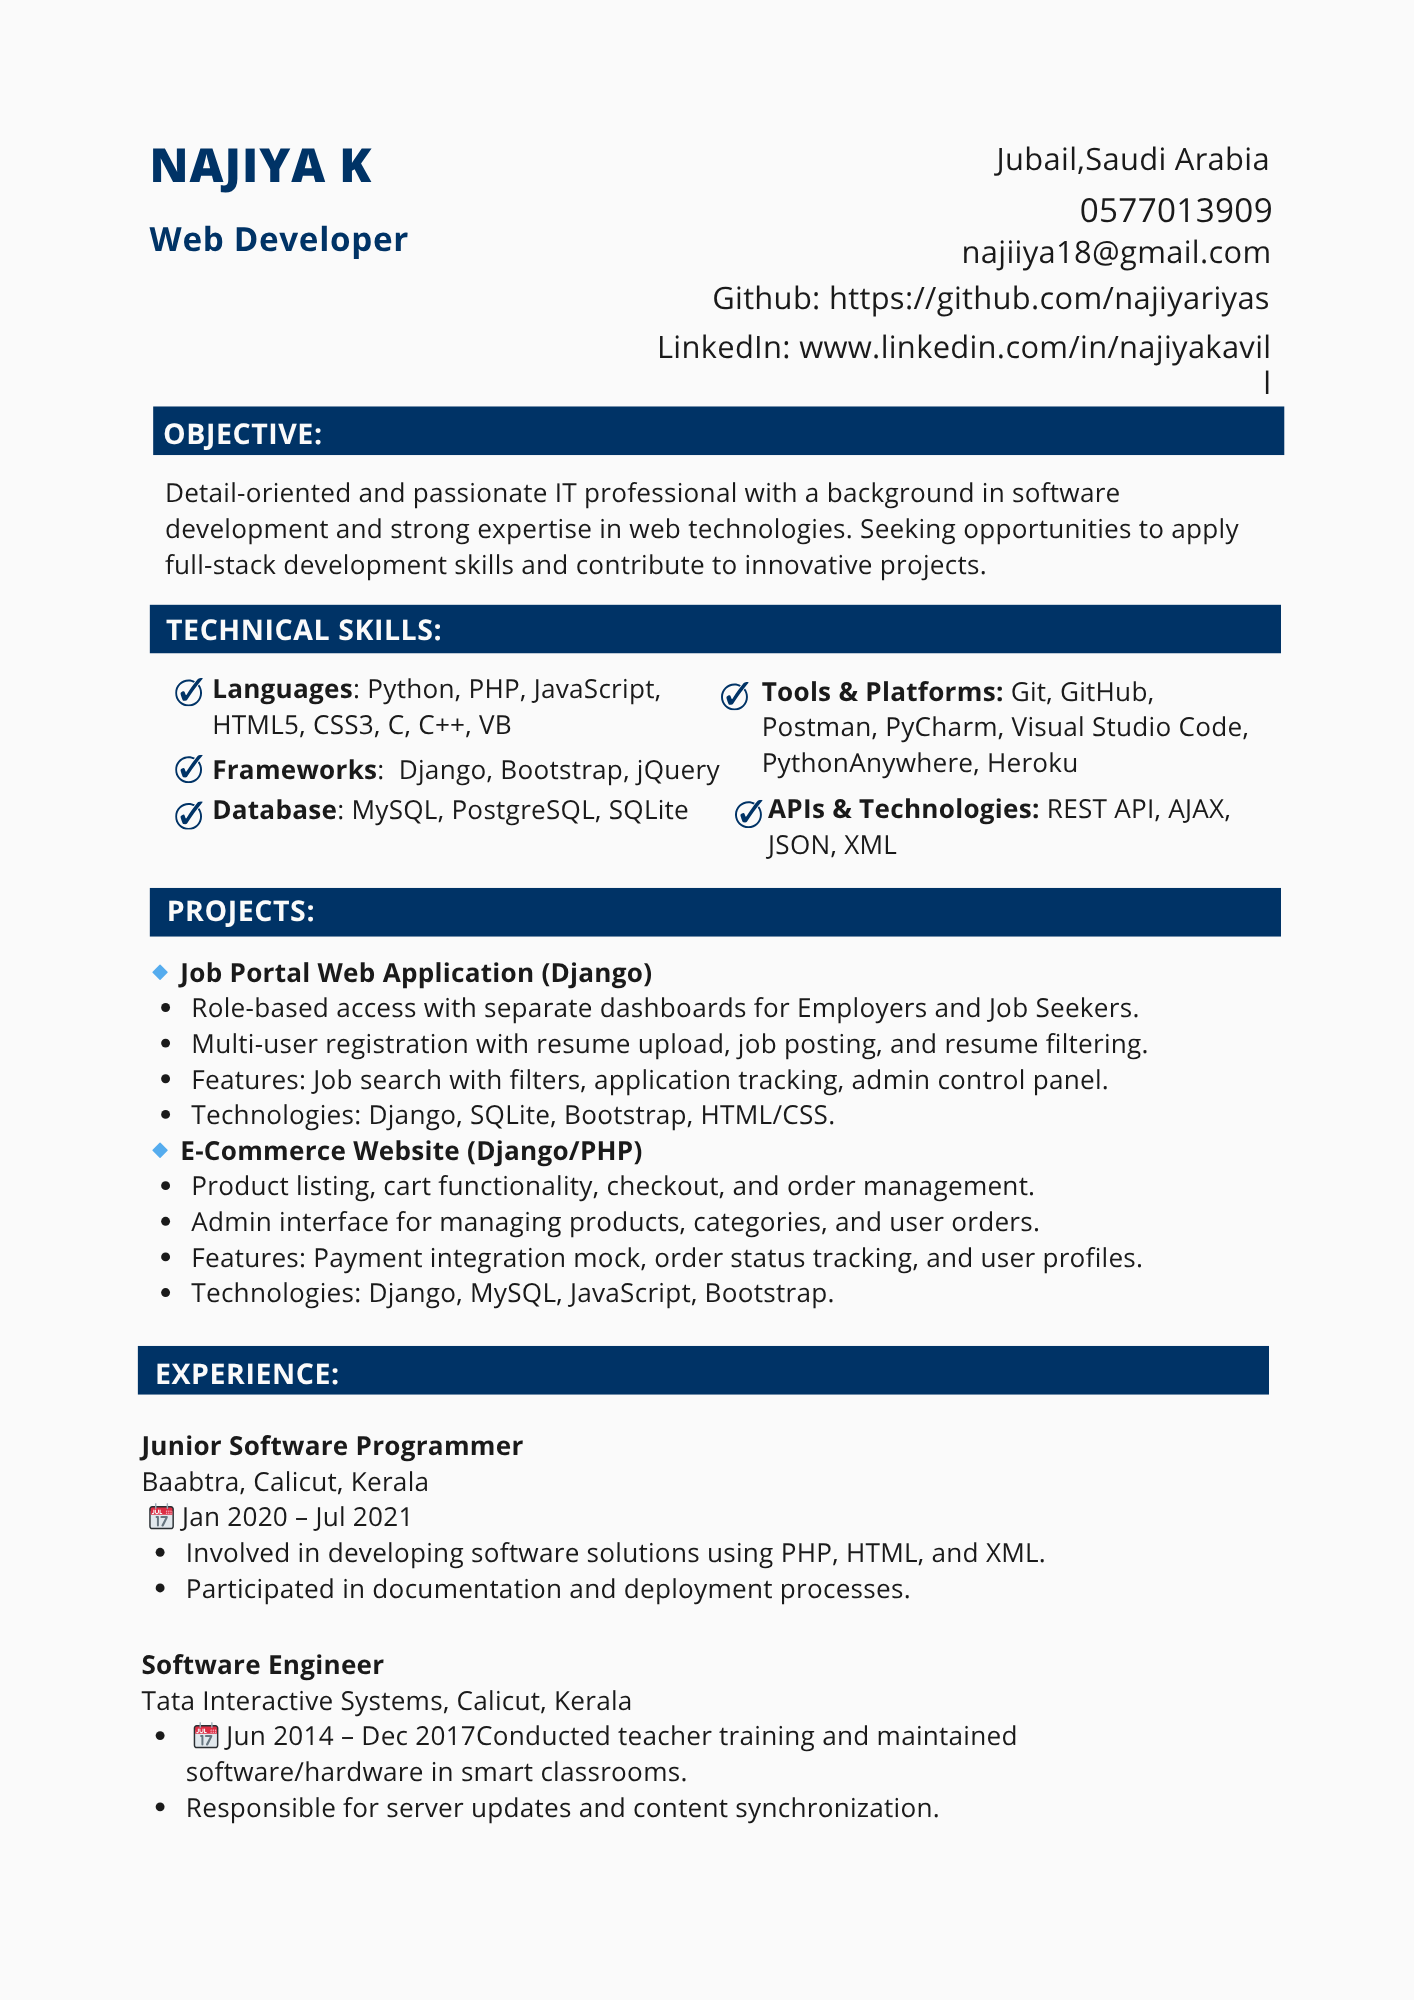 NAJIYA K
Web Developer
Jubail,Saudi Arabia
0577013909
najiiya18@gmail.com
Github: https://github.com/najiyariyas
LinkedIn: www.linkedin.com/in/najiyakavil
l
OBJECTIVE:
Detail-oriented and passionate IT professional with a background in software
development and strong expertise in web technologies. Seeking opportunities to apply
full-stack development skills and contribute to innovative projects.
TECHNICAL SKILLS:
Languages: Python, PHP, JavaScript,
HTML5, CSS3, C, C++, VB
Frameworks: Django, Bootstrap, jQuery
Database: MySQL, PostgreSQL, SQLite
Tools & Platforms: Git, GitHub,
Postman, PyCharm, Visual Studio Code,
PythonAnywhere, Heroku
APIs & Technologies: REST API, AJAX,
JSON, XML
PROJECTS:
🔹 Job Portal Web Application (Django)
• Role-based access with separate dashboards for Employers and Job Seekers.
• Multi-user registration with resume upload, job posting, and resume filtering.
• Features: Job search with filters, application tracking, admin control panel.
• Technologies: Django, SQLite, Bootstrap, HTML/CSS.
🔹 E-Commerce Website (Django/PHP)
• Product listing, cart functionality, checkout, and order management.
• Admin interface for managing products, categories, and user orders.
• Features: Payment integration mock, order status tracking, and user profiles.
• Technologies: Django, MySQL, JavaScript, Bootstrap.
EXPERIENCE:
Junior Software Programmer
Baabtra, Calicut, Kerala
📅 Jan 2020 – Jul 2021
• Involved in developing software solutions using PHP, HTML, and XML.
• Participated in documentation and deployment processes.
Software Engineer
Tata Interactive Systems, Calicut, Kerala
• 📅 Jun 2014 – Dec 2017Conducted teacher training and maintained
software/hardware in smart classrooms.
• Responsible for server updates and content synchronization.